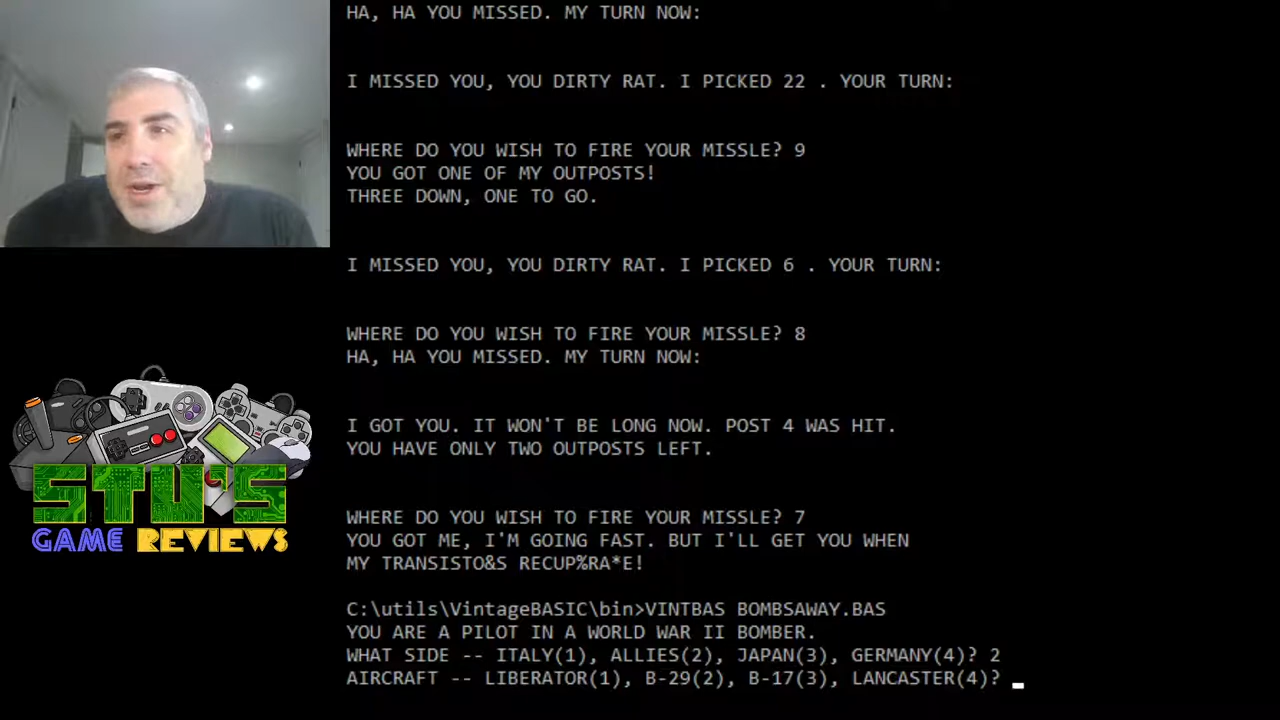 HA, HA YOU MISSED. MY TURN NOW:
I MISSED YOU, YOU DIRTY RAT. I PICKED 22 . YOUR TURN:
WHERE DO YOU WISH TO FIRE YOUR MISSLE? 9
YOU GOT ONE OF MY OUTPOSTS!
THREE DOWN, ONE TO GO.
I MISSED YOU, YOU DIRTY RAT. I PICKED 6 . YOUR TURN:
WHERE DO YOU WISH TO FIRE YOUR MISSLE? 8
HA, HA YOU MISSED. MY TURN NOW:
I GOT YOU. IT WON'T BE LONG NOW. POST 4 WAS HIT.
YOU HAVE ONLY TWO OUTPOSTS LEFT.
WHERE DO YOU WISH TO FIRE YOUR MISSLE? 7
YOU GOT ME, I'M GOING FAST. BUT I'LL GET YOU WHEN
MY TRANSISTO&S RECUP%RA*E!
C:\utils\VintageBASIC\bin>VINTBAS BOMBSAWAY.BAS
YOU ARE A PILOT IN A WORLD WAR II BOMBER.
WHAT SIDE -- ITALY(1), ALLIES(2), JAPAN(3), GERMANY(4)? 2
AIRCRAFT -- LIBERATOR(1), B-29(2), B-17(3), LANCASTER(4)?
STU'S
GAME REVIEWS